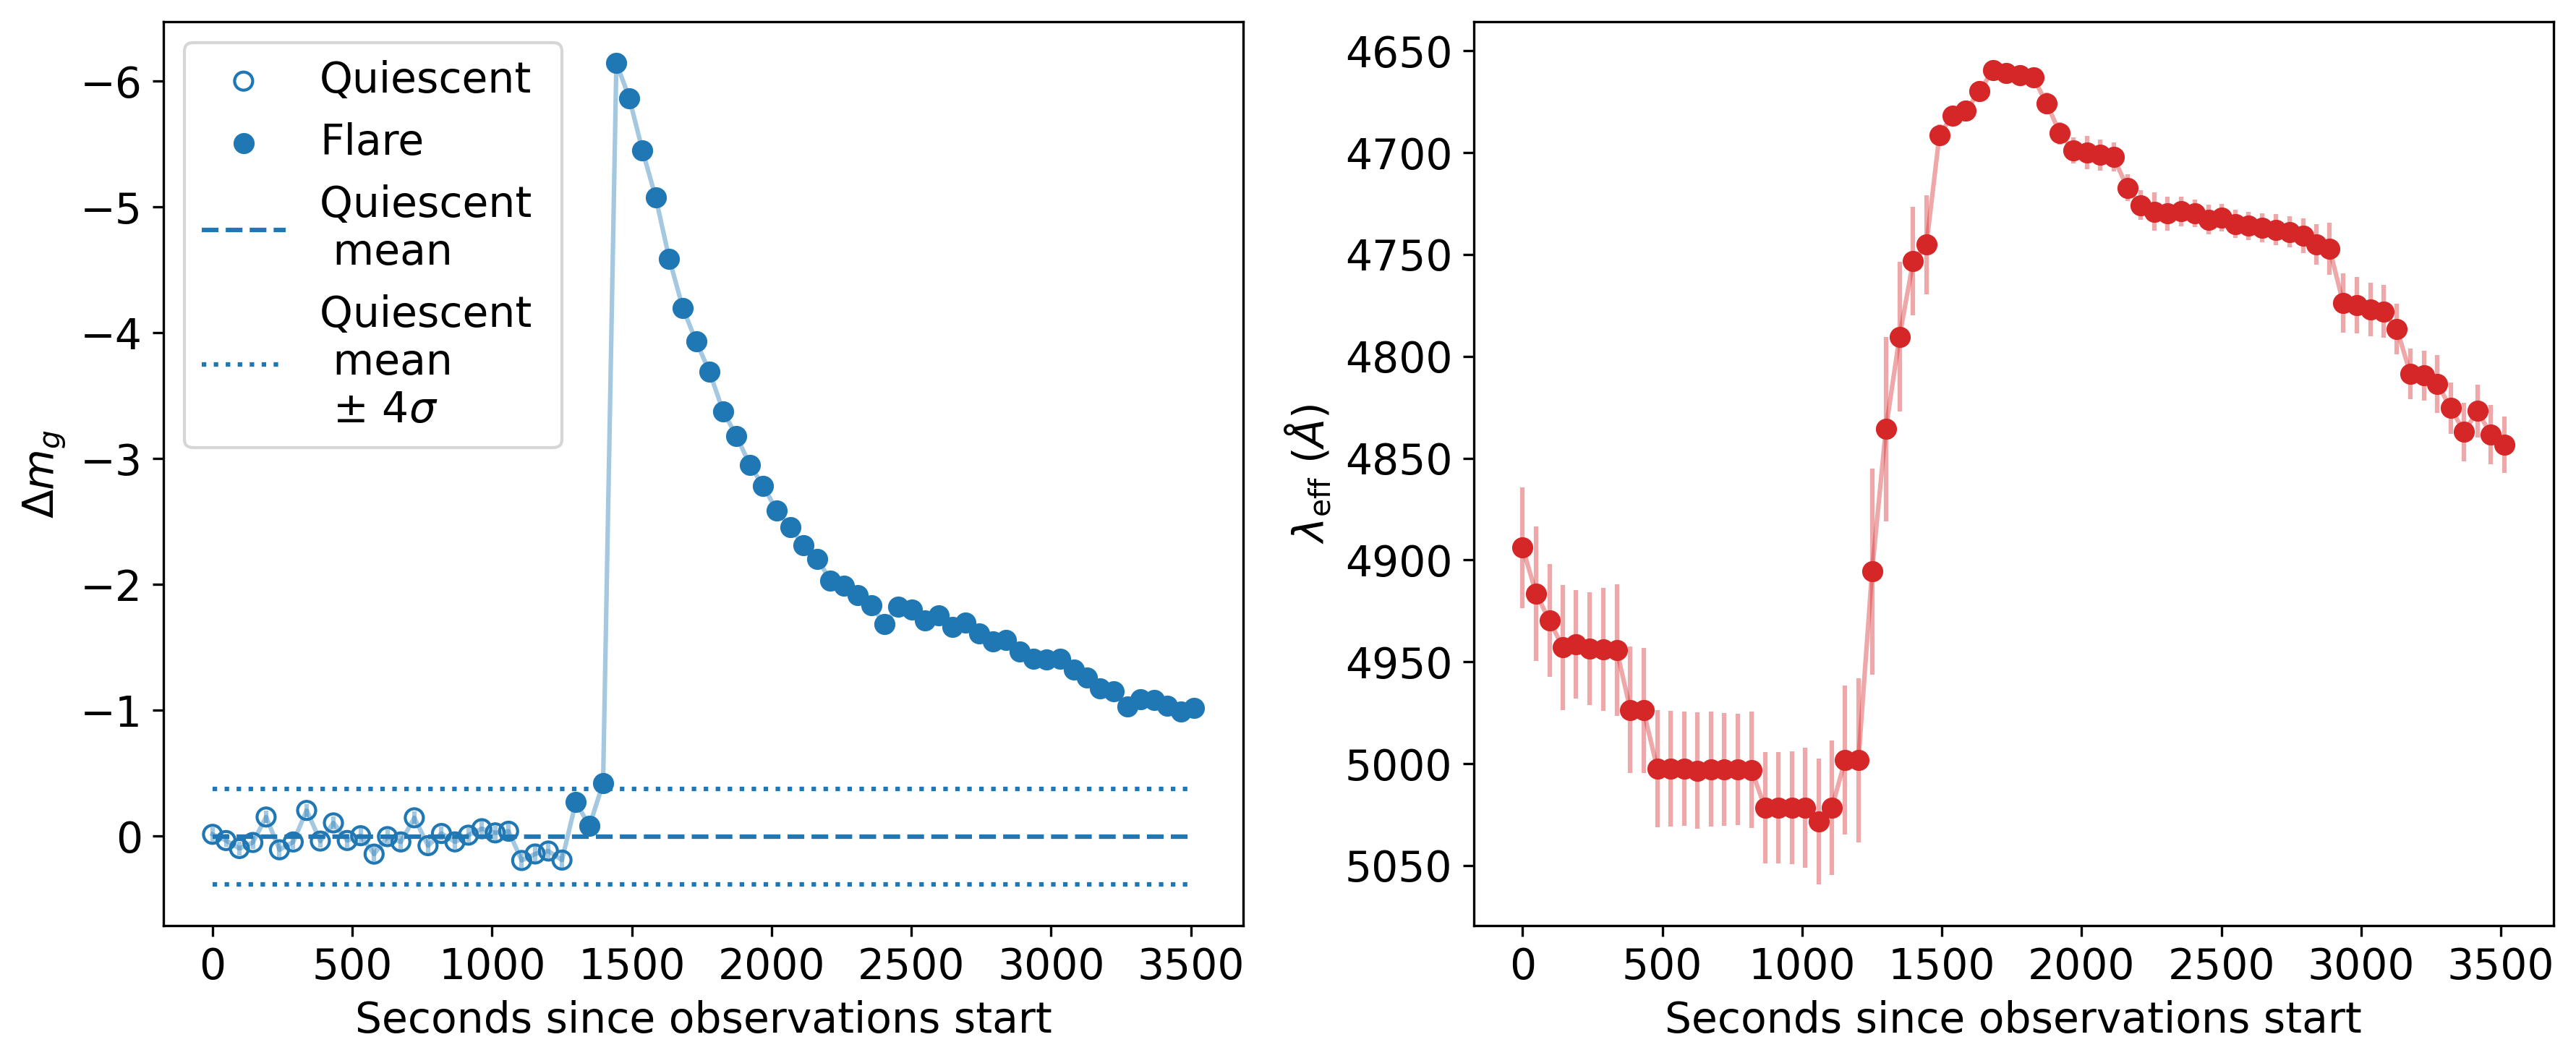 −6
−5
−4
−3
−2
−1
0
Δm_g
Quiescent
Flare
Quiescent
mean
Quiescent
mean
± 4σ
0 500 1000 1500 2000 2500 3000 3500
Seconds since observations start
4650
4700
4750
4800
4850
4900
4950
5000
5050
λ_eff (Å)
0 500 1000 1500 2000 2500 3000 3500
Seconds since observations start